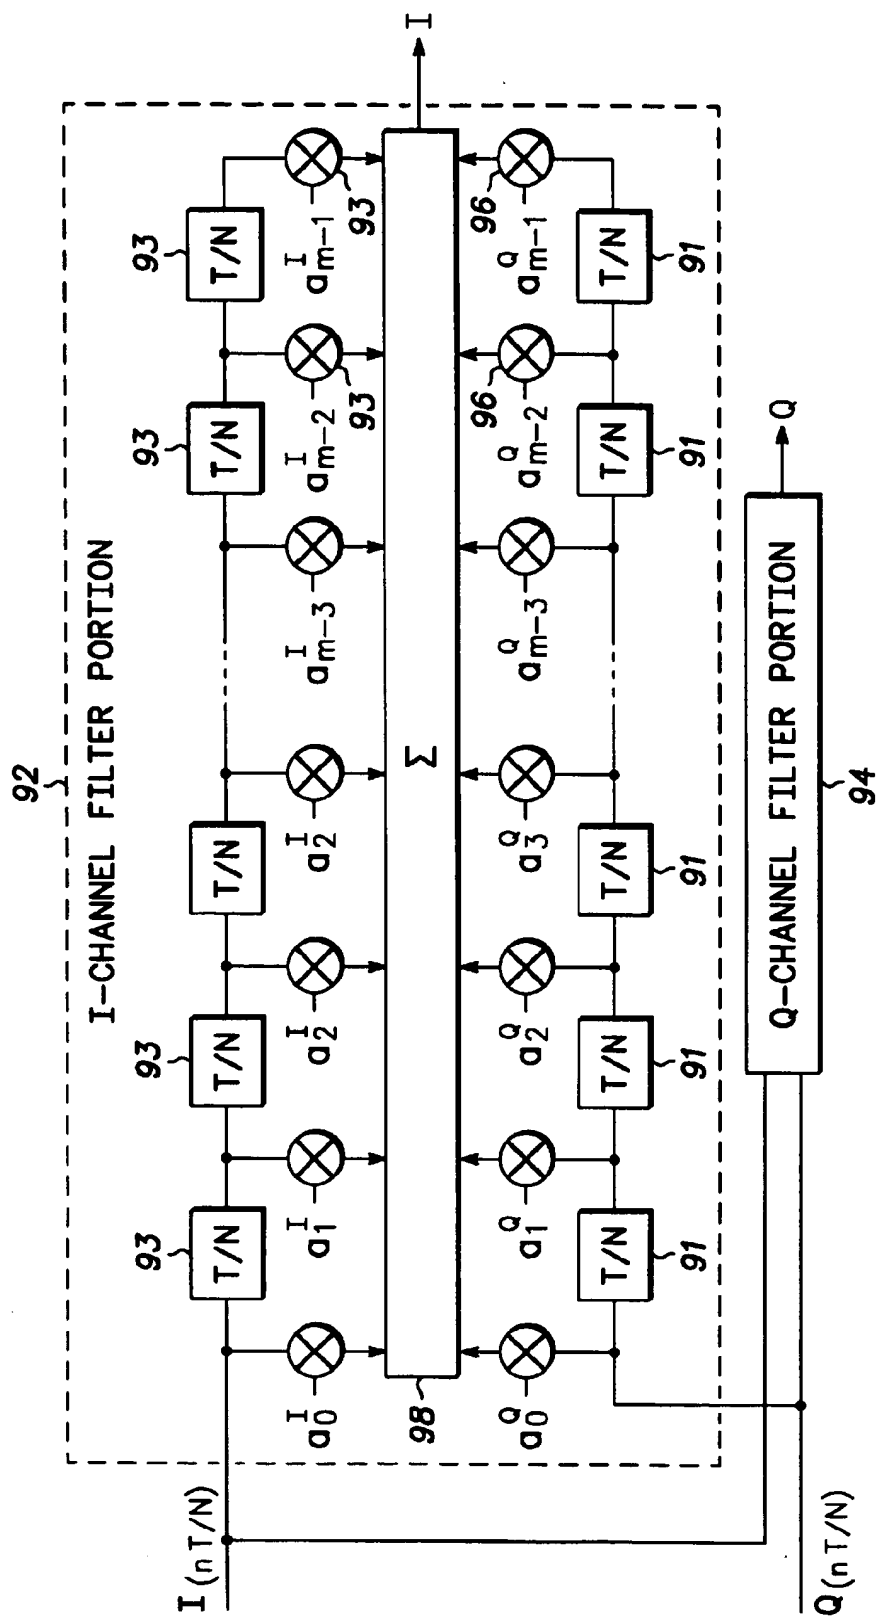 92
I-CHANNEL FILTER PORTION
I(nT/N)
93 93 93 93
T/N T/N T/N T/N T/N
a0^I a1^I a2^I a2^I am-3^I am-2^I am-1^I
93 93
98 Σ I
96 96
a0^Q a1^Q a2^Q a3^Q am-3^Q am-2^Q am-1^Q
T/N T/N T/N T/N T/N
91 91 91 91 91
Q-CHANNEL FILTER PORTION
Q
Q(nT/N)
94